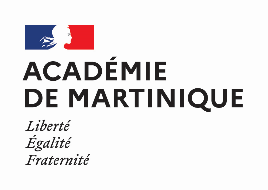 ACADÉMIE
DE MARTINIQUE
Liberté
Égalité
Fraternité